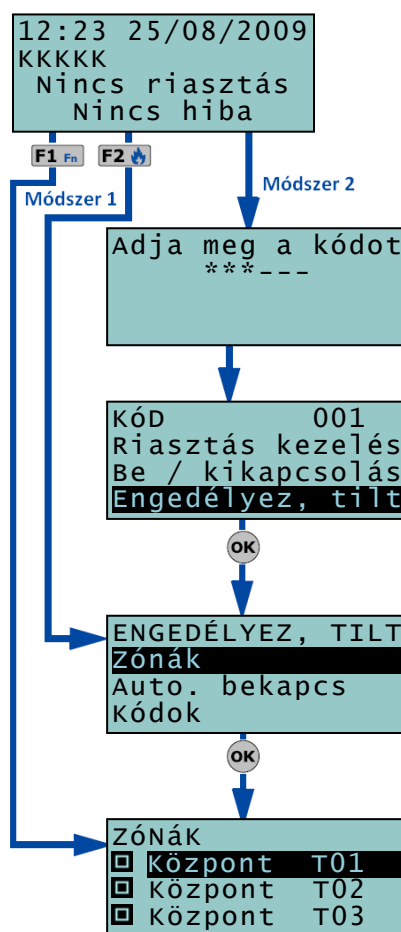 12:23 25/08/2009
KKKKK
Nincs riasztás
Nincs hiba
F1 Fn F2
Módszer 1
Módszer 2
Adja meg a kódot
***---
KóD 001
Riasztás kezelés
Be / kikapcsolás
Engedélyez, tilt
OK
ENGEDÉLYEZ, TILT
Zónák
Auto. bekapcs
Kódok
OK
ZóNáK
Központ T01
Központ T02
Központ T03